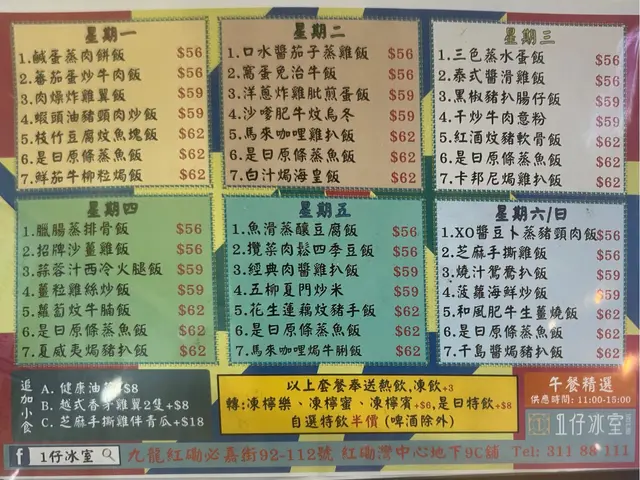 星期一
1.鹹蛋蒸肉餅飯 $56
2.蕃茄蛋炒牛肉飯 $56
3.肉燥炸雞翼飯 $59
4.蝦頭油豬頸肉炒飯 $59
5.枝竹豆腐炆魚塊飯 $62
6.是日原條蒸魚飯 $62
7.鮮茄牛柳粒焗飯 $62
星期二
1.口水醬茄子蒸雞飯 $56
2.窩蛋免治牛飯 $56
3.洋蔥炸雞肶煎蛋飯 $59
4.沙嗲肥牛炆烏冬 $59
5.馬來咖哩雞扒飯 $62
6.是日原條蒸魚飯 $62
7.白汁焗海皇飯 $62
星期三
1.三色蒸水蛋飯 $56
2.泰式醬滑雞飯 $56
3.黑椒豬扒腸仔飯 $59
4.干炒牛肉意粉 $59
5.紅酒炆豬軟骨飯 $62
6.是日原條蒸魚飯 $62
7.卡邦尼焗雞扒飯 $62
星期四
1.臘腸蒸排骨飯 $56
2.招牌沙薑雞飯 $56
3.蒜蓉汁西冷火腿飯 $59
4.薑粒雞絲炒飯 $59
5.蘿蔔炆牛腩飯 $62
6.是日原條蒸魚飯 $62
7.夏威夷焗豬扒飯 $62
星期五
1.魚滑蒸釀豆腐飯 $56
2.攬菜肉鬆四季豆飯 $56
3.經典肉醬雞扒飯 $59
4.五柳夏門炒米 $59
5.花生蓮藕炆豬手飯 $62
6.是日原條蒸魚飯 $62
7.馬來咖哩焗牛脷飯 $62
星期六/日
1.XO醬豆卜蒸豬頸肉飯$56
2.芝麻手撕雞飯 $56
3.燒汁鴛鴦扒飯 $59
4.菠蘿海鮮炒飯 $59
5.和風肥牛生薑燒飯 $62
6.是日原條蒸魚飯 $62
7.千島醬焗豬扒飯 $62
追加小食
A. 健康油菜+$8
B. 越式香茅雞翼2隻+$8
C. 芝麻手撕雞伴青瓜+$18
以上套餐奉送熱飲,凍飲+3
轉:凍檸樂、凍檸蜜、凍檸賓+$6,是日特飲+$8
自選特飲半價 (啤酒除外)
午餐精選
供應時間: 11:00-15:00
1仔冰室
f 1仔冰室 九龍紅磡必嘉街92-112號 紅磡灣中心地下9C舖 Tel: 311 88 111